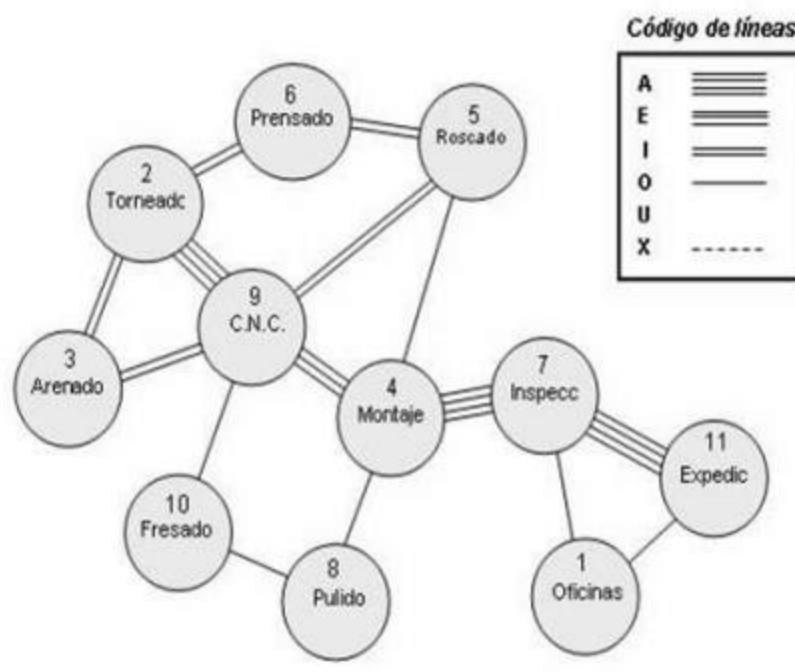 Código de líneas
A
E
I
O
U
X
6
Prensado
5
Roscado
2
Torneadc
9
C.N.C.
3
Arenado
4
Montaje
7
Inspecc
11
Expedic
10
Fresado
8
Pulido
1
Oficinas